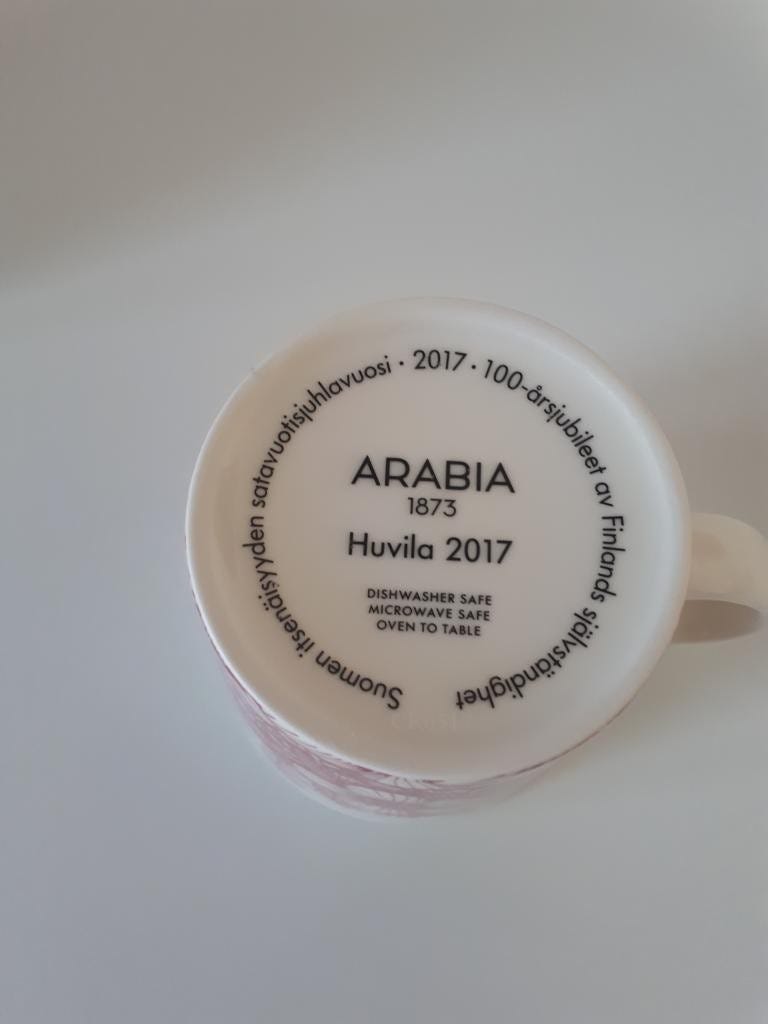 Suomen itsenäisyyden satavuotisjuhlavuosi · 2017 · 100-årsjubileet av Finlands självständighet
ARABIA
1873
Huvila 2017
DISHWASHER SAFE
MICROWAVE SAFE
OVEN TO TABLE